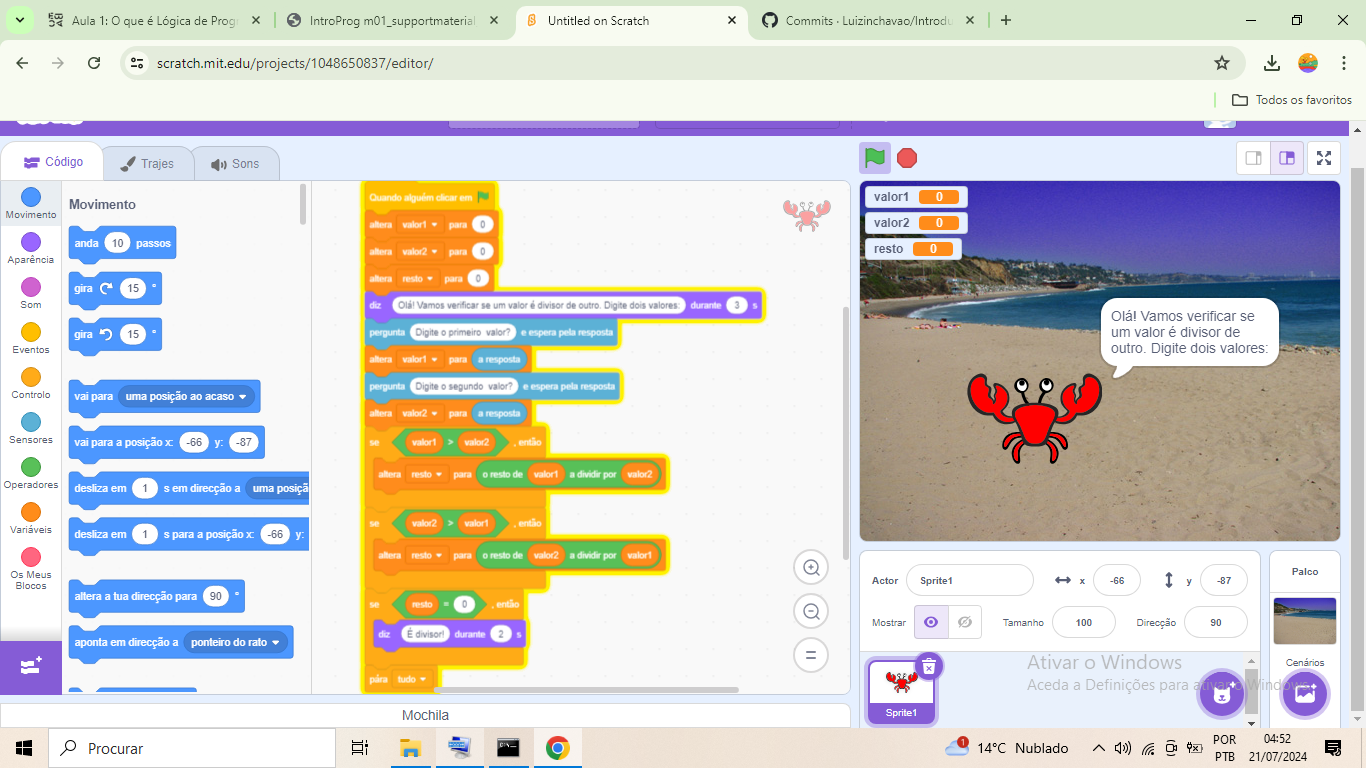 Aula 1: O que é Lógica de Prog
IntroProg m01_supportmaterial
Untitled on Scratch
Commits · Luizinchavao/Introdu
scratch.mit.edu/projects/1048650837/editor/
Todos os favoritos
Código
Trajes
Sons
Movimento
Aparência
Som
Eventos
Controlo
Sensores
Operadores
Variáveis
Os Meus
Blocos
Movimento
anda 10 passos
gira 15 °
gira 15 °
vai para uma posição ao acaso
vai para a posição x: -66 y: -87
desliza em 1 s em direcção a uma posiçã
desliza em 1 s para a posição x: -66 y:
altera a tua direcção para 90 °
aponta em direcção a ponteiro do rato
Quando alguém clicar em
altera valor1 para 0
altera valor2 para 0
altera resto para 0
diz Olá! Vamos verificar se um valor é divisor de outro. Digite dois valores: durante 3 s
pergunta Digite o primeiro valor? e espera pela resposta
altera valor1 para a resposta
pergunta Digite o segundo valor? e espera pela resposta
altera valor2 para a resposta
se valor1 > valor2 , então
altera resto para o resto de valor1 a dividir por valor2
se valor2 > valor1 , então
altera resto para o resto de valor2 a dividir por valor1
se resto = 0 , então
diz É divisor! durante 2 s
pára tudo
valor1 0
valor2 0
resto 0
Olá! Vamos verificar se
um valor é divisor de
outro. Digite dois valores:
Actor Sprite1 x -66 y -87
Mostrar Tamanho 100 Direcção 90
Sprite1
Palco
Cenários
Ativar o Windows
Aceda a Definições para ativar o Windows.
Mochila
Procurar
1
14°C Nublado
POR
PTB
04:52
21/07/2024